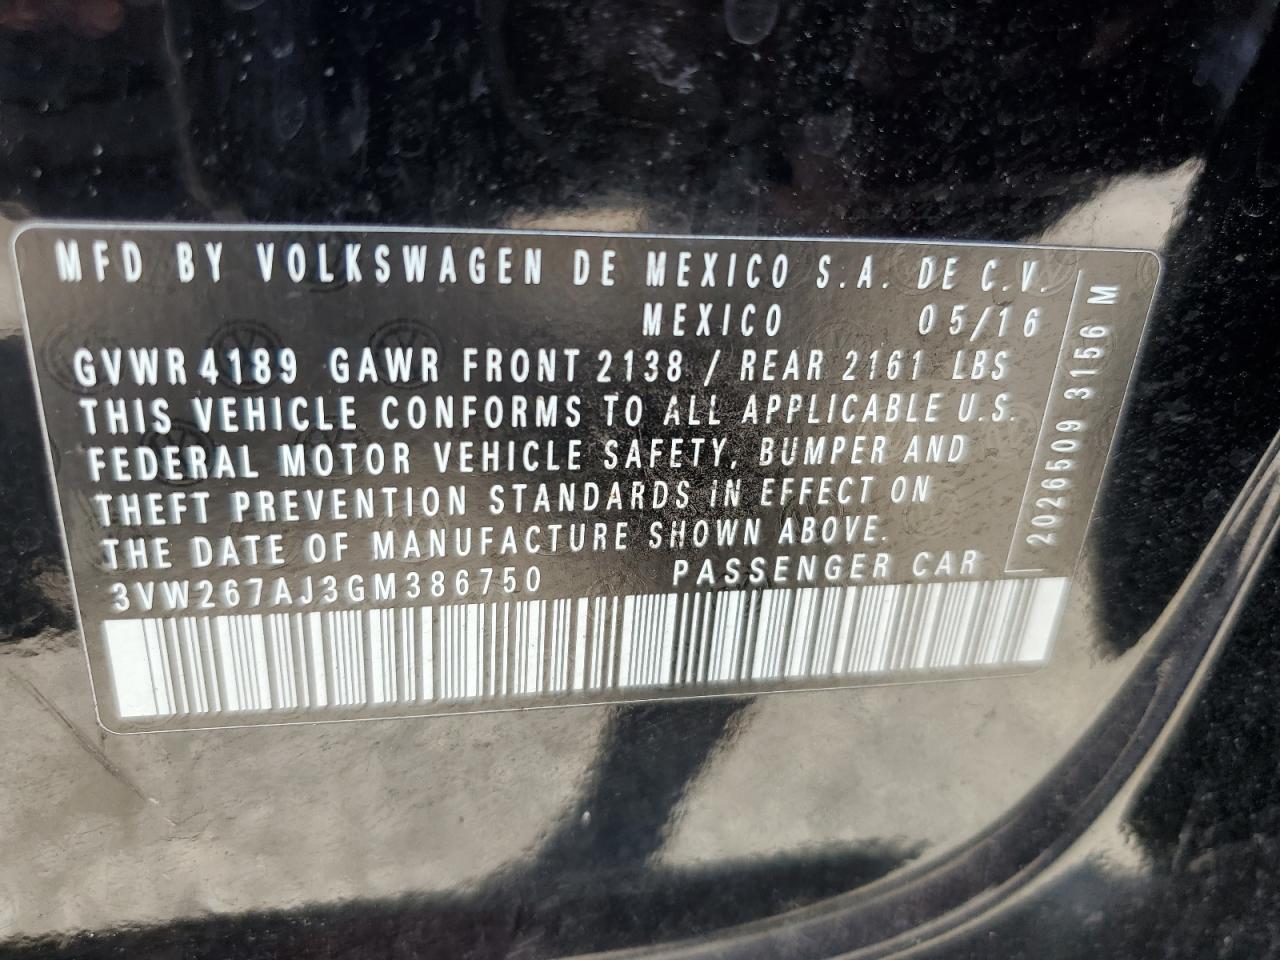 MFD BY VOLKSWAGEN DE MEXICO S.A. DE C.V.
MEXICO 05/16
GVWR 4189 GAWR FRONT 2138 / REAR 2161 LBS
THIS VEHICLE CONFORMS TO ALL APPLICABLE U.S.
FEDERAL MOTOR VEHICLE SAFETY, BUMPER AND
THEFT PREVENTION STANDARDS IN EFFECT ON
THE DATE OF MANUFACTURE SHOWN ABOVE.
3VW267AJ3GM386750 PASSENGER CAR
2026509 3156 M